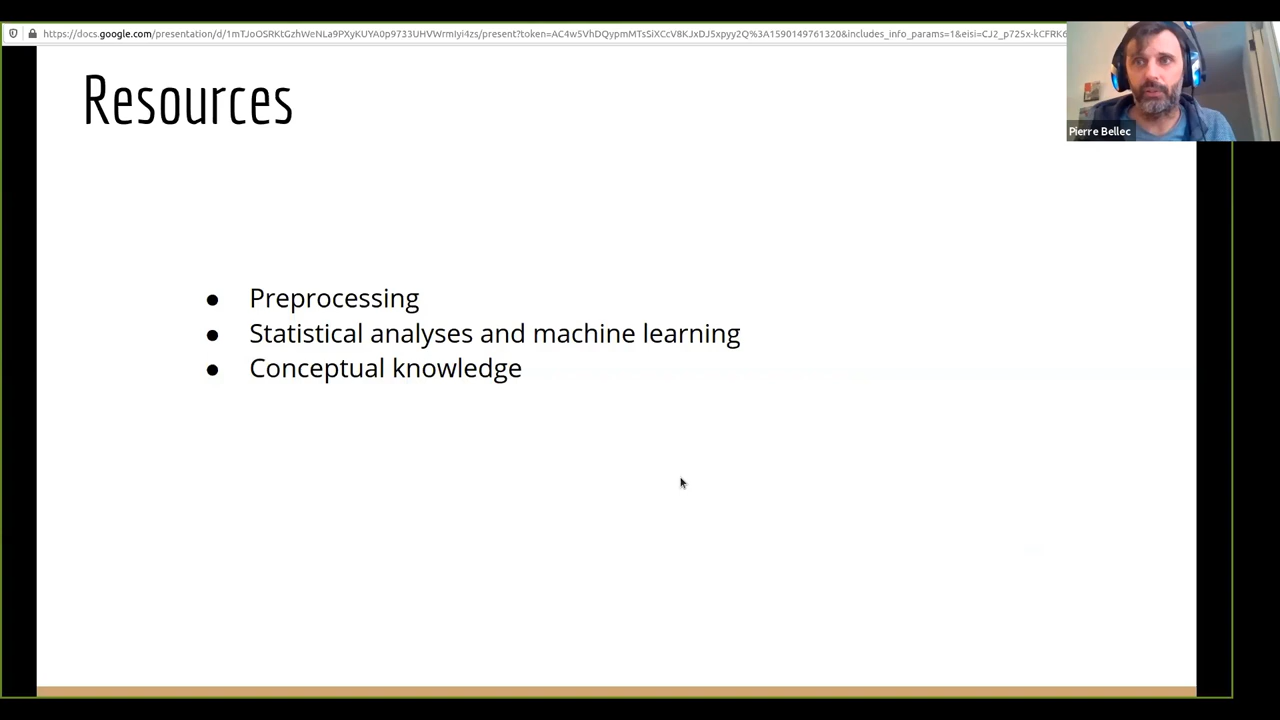 https://docs.google.com/presentation/d/1mTJoOSRKtGzhWeNLa9PXyKUYA0p9733UHVWrmIyi4zs/present?token=AC4w5VhDQypmMTsSiXCcV8KJxDJ5xpyy2Q%3A1590149761320&includes_info_params=1&eisi=CJ2_p725x-kCFRK6
Pierre Bellec
Resources
● Preprocessing
● Statistical analyses and machine learning
● Conceptual knowledge